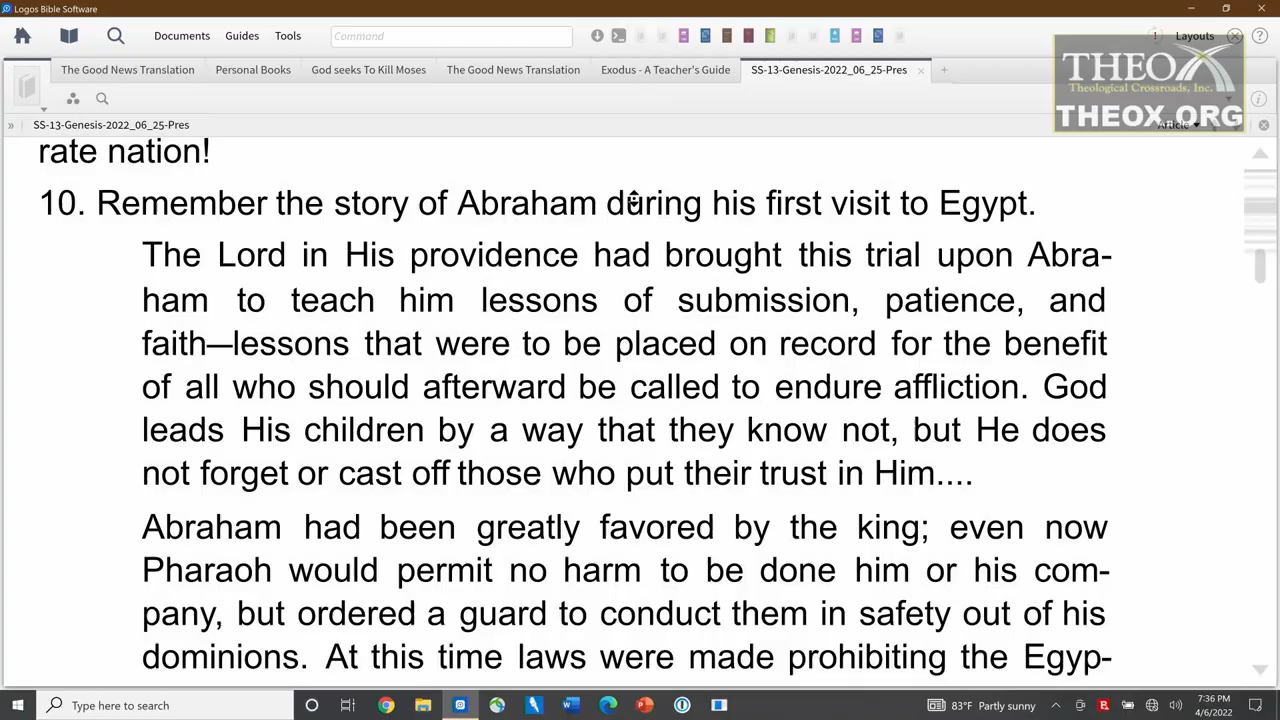 Logos Bible Software
Documents Guides Tools Command Layouts
The Good News Translation Personal Books God seeks To Kill Moses The Good News Translation Exodus - A Teacher's Guide SS-13-Genesis-2022_06_25-Pres
THEOX
Theological Crossroads, Inc.
THEOX.ORG
SS-13-Genesis-2022_06_25-Pres Article
rate nation!
10. Remember the story of Abraham during his first visit to Egypt.
The Lord in His providence had brought this trial upon Abra-
ham to teach him lessons of submission, patience, and
faith—lessons that were to be placed on record for the benefit
of all who should afterward be called to endure affliction. God
leads His children by a way that they know not, but He does
not forget or cast off those who put their trust in Him....
Abraham had been greatly favored by the king; even now
Pharaoh would permit no harm to be done him or his com-
pany, but ordered a guard to conduct them in safety out of his
dominions. At this time laws were made prohibiting the Egyp-
Type here to search 83°F Partly sunny 7:36 PM
4/6/2022